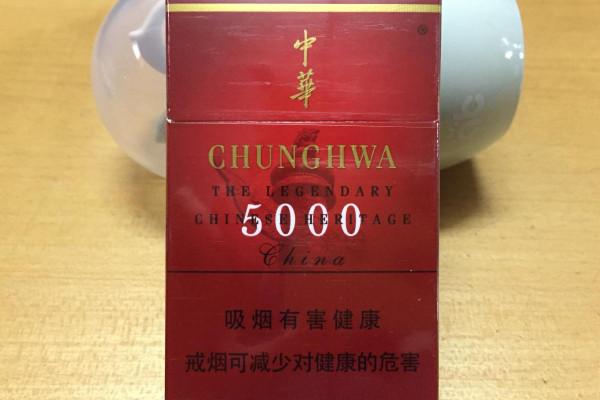 中
華
®
CHUNGHWA
THE LEGENDARY
CHINESE HERITAGE
5000
China
吸烟有害健康
戒烟可减少对健康的危害